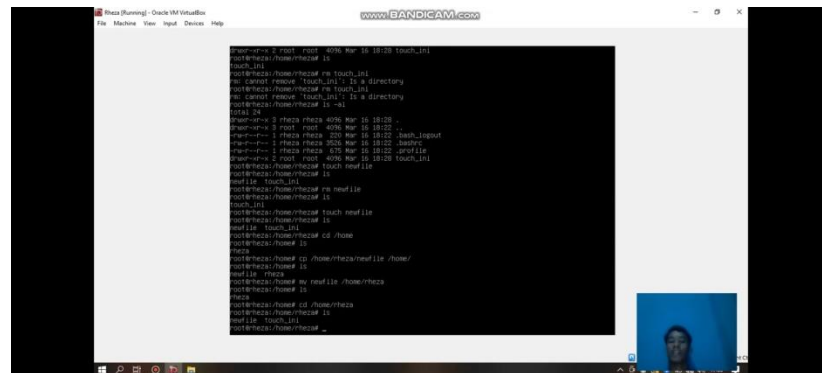 Rheza [Running] - Oracle VM VirtualBox
www.BANDICAM.com
File Machine View Input Devices Help
drwxr-xr-x 2 root root 4096 Mar 16 18:28 touch_ini
root@rheza:/home/rheza# ls
touch_ini
root@rheza:/home/rheza# rm touch_ini
rm: cannot remove 'touch_ini': Is a directory
root@rheza:/home/rheza# rm touch_ini
rm: cannot remove 'touch_ini': Is a directory
root@rheza:/home/rheza# ls -al
total 24
drwxr-xr-x 3 rheza rheza 4096 Mar 16 18:28 .
drwxr-xr-x 3 root root 4096 Mar 16 18:22 ..
-rw-r--r-- 1 rheza rheza 220 Mar 16 18:22 .bash_logout
-rw-r--r-- 1 rheza rheza 3526 Mar 16 18:22 .bashrc
-rw-r--r-- 1 rheza rheza 675 Mar 16 18:22 .profile
drwxr-xr-x 2 root root 4096 Mar 16 18:28 touch_ini
root@rheza:/home/rheza# touch newfile
root@rheza:/home/rheza# ls
newfile touch_ini
root@rheza:/home/rheza# rm newfile
root@rheza:/home/rheza# ls
touch_ini
root@rheza:/home/rheza# touch newfile
root@rheza:/home/rheza# ls
newfile touch_ini
root@rheza:/home/rheza# cd /home
root@rheza:/home# ls
rheza
root@rheza:/home# cp /home/rheza/newfile /home/
root@rheza:/home# ls
newfile rheza
root@rheza:/home# mv newfile /home/rheza
root@rheza:/home# ls
rheza
root@rheza:/home# cd /home/rheza
root@rheza:/home/rheza# ls
newfile touch_ini
root@rheza:/home/rheza# _